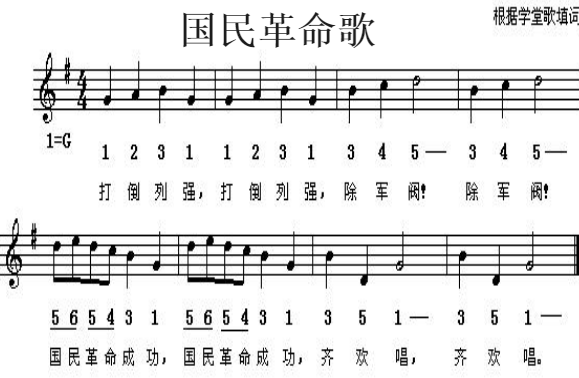 国民革命歌
根据学堂歌填词
1=G
1 2 3 1 1 2 3 1 3 4 5— 3 4 5—
打倒列强，打倒列强，除军阀！ 除军阀！
5 6 5 4 3 1 5 6 5 4 3 1 3 5 1— 3 5 1—
国民革命成功，国民革命成功，齐欢唱，齐欢唱。